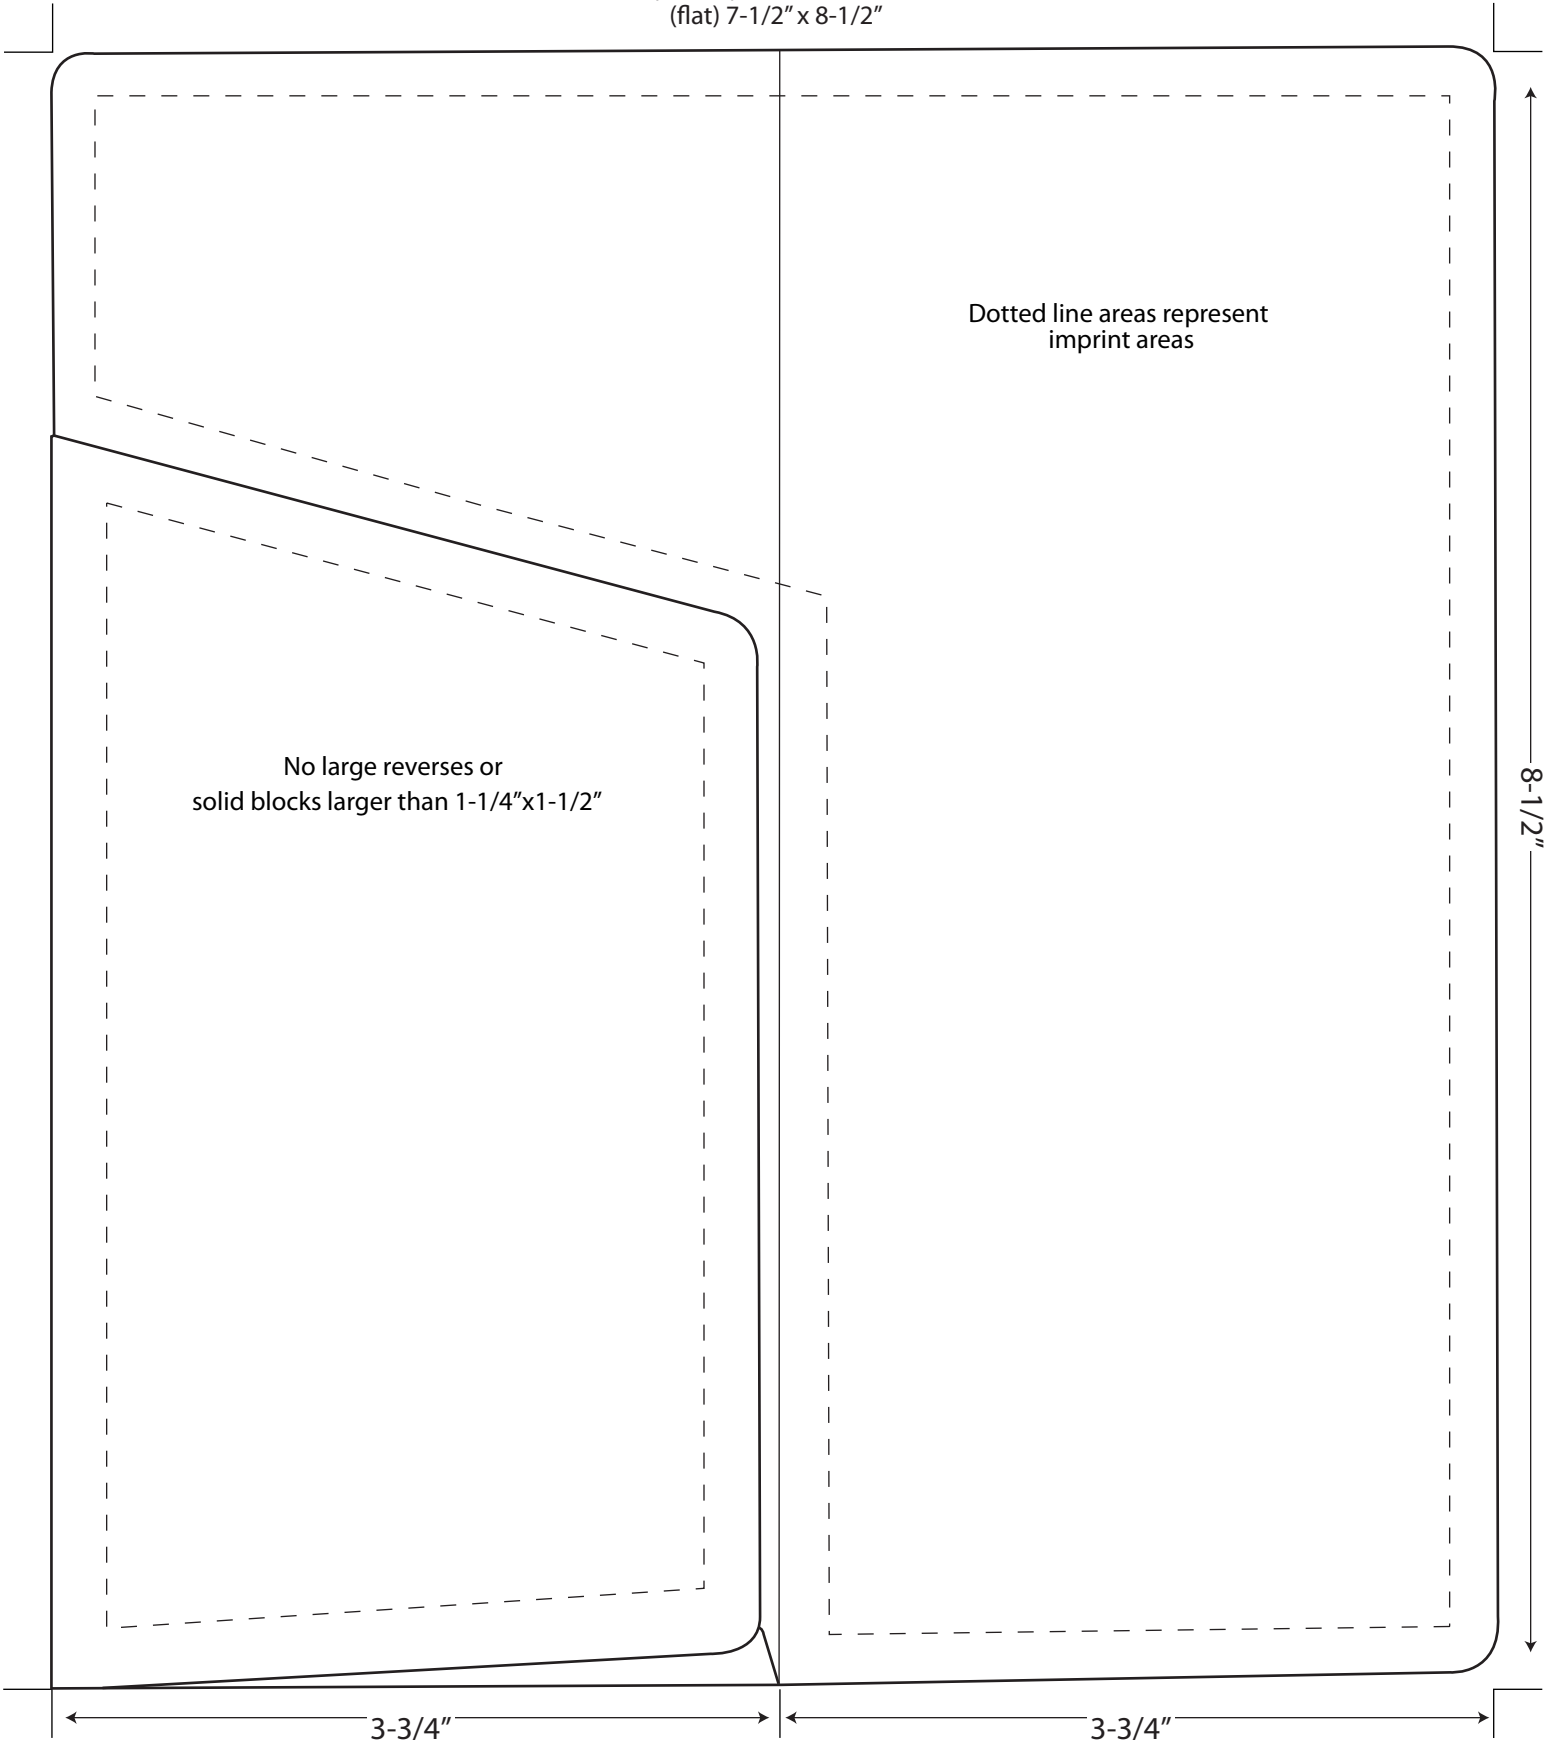 (flat) 7-1/2” x 8-1/2”
Dotted line areas represent
imprint areas
No large reverses or
solid blocks larger than 1-1/4”x1-1/2”
8-1/2”
3-3/4”
3-3/4”